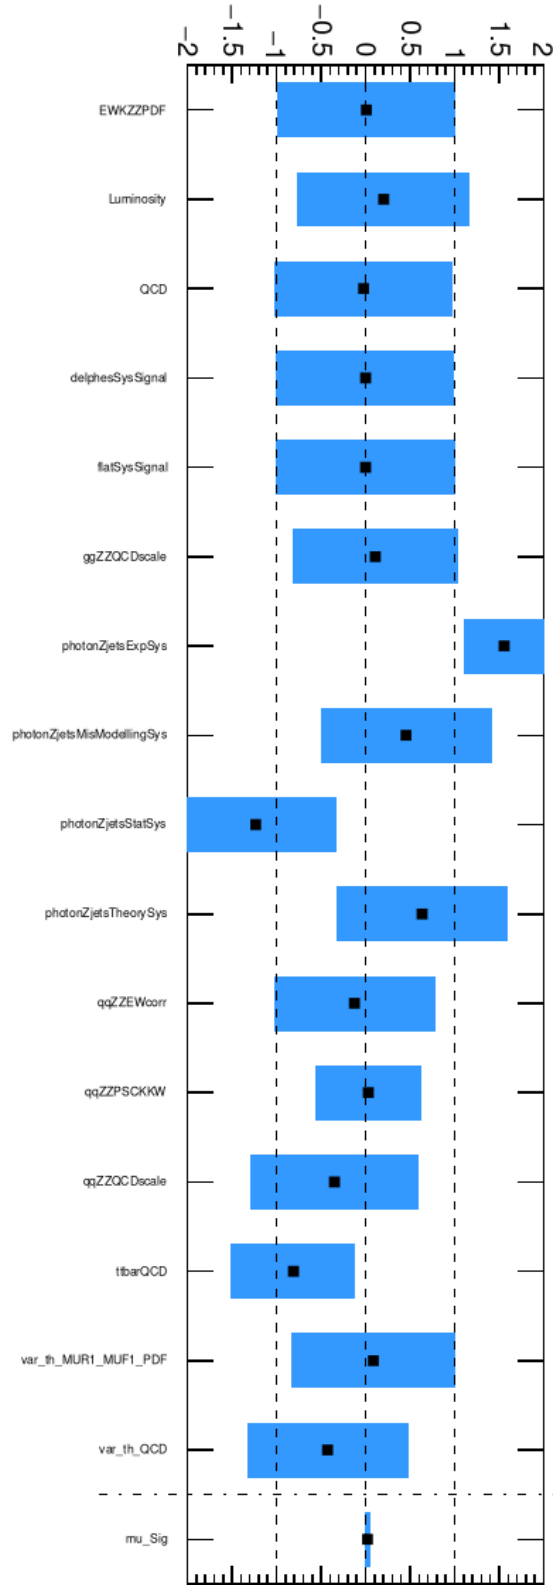 −2 −1.5 −1 −0.5 0 0.5 1 1.5 2
EWKZZPDF
Luminosity
QCD
delphesSysSignal
flatSysSignal
ggZZQCDscale
photonZjetsExpSys
photonZjetsMisModellingSys
photonZjetsStatSys
photonZjetsTheorySys
qqZZEWcorr
qqZZPSCKKW
qqZZQCDscale
ttbarQCD
var_th_MUR1_MUF1_PDF
var_th_QCD
mu_Sig